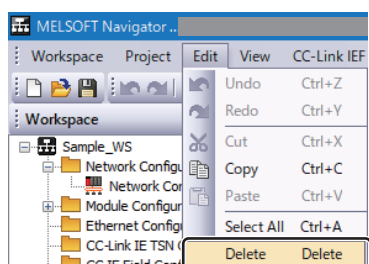 MELSOFT Navigator ..
Workspace Project Edit View CC-Link IEF
Undo Ctrl+Z
Redo Ctrl+Y
Workspace
Cut Ctrl+X
Sample_WS
Copy Ctrl+C
Network Configu
Network Con
Paste Ctrl+V
Module Configur
Ethernet Configu
Select All Ctrl+A
CC-Link IE TSN
Delete Delete